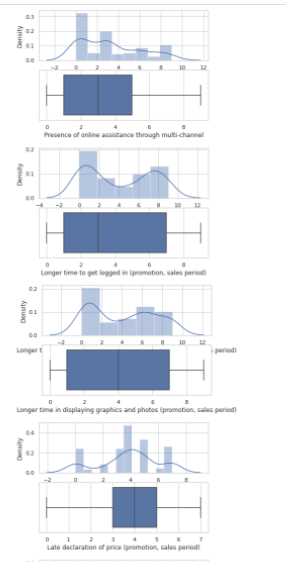 0.3
0.2
0.1
0.0
Density
−2 0 2 4 6 8 10 12
0 2 4 6 8
Presence of online assistance through multi-channel
0.2
0.1
0.0
Density
−4 −2 0 2 4 6 8 10 12
0 2 4 6 8
Longer time to get logged in (promotion, sales period)
0.2
0.1
0.0
Density
−2 0 2 4 6 8 10 12
Longer t s period)
0 2 4 6 8
Longer time in displaying graphics and photos (promotion, sales period)
0.4
0.2
0.0
Density
−2 0 2 4 6 8
0 1 2 3 4 5 6 7
Late declaration of price (promotion, sales period)